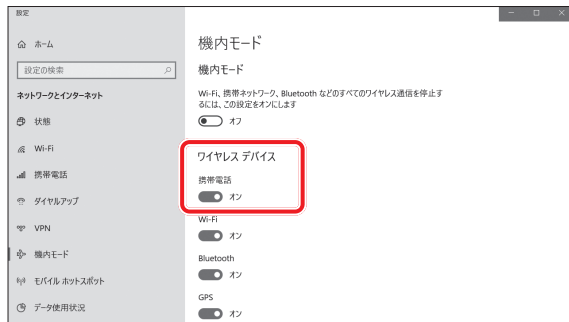 設定
ホーム
設定の検索
ネットワークとインターネット
状態
Wi-Fi
携帯電話
ダイヤルアップ
VPN
機内モード
モバイル ホットスポット
データ使用状況
機内モード
機内モード
Wi-Fi、携帯ネットワーク、Bluetooth などのすべてのワイヤレス通信を停止す
るには、この設定をオンにします
オフ
ワイヤレス デバイス
携帯電話
オン
Wi-Fi
オン
Bluetooth
オン
GPS
オン